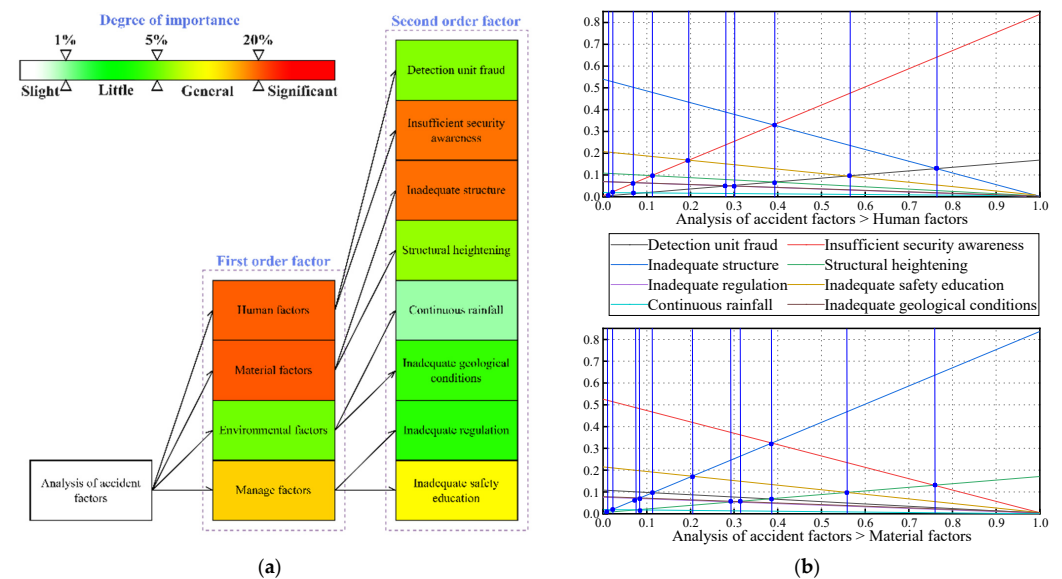 Degree of importance
1% 5% 20%
Slight Little General Significant
Second order factor
Detection unit fraud
Insufficient security
awareness
Inadequate structure
Structural heightening
Continuous rainfall
Inadequate geological
conditions
Inadequate regulation
Inadequate safety
education
First order factor
Human factors
Material factors
Environmental factors
Manage factors
Analysis of accident
factors
(a)
0.8
0.7
0.6
0.5
0.4
0.3
0.2
0.1
0.0
0.0 0.1 0.2 0.3 0.4 0.5 0.6 0.7 0.8 0.9 1.0
Analysis of accident factors > Human factors
Detection unit fraud Insufficient security awareness
Inadequate structure Structural heightening
Inadequate regulation Inadequate safety education
Continuous rainfall Inadequate geological conditions
0.8
0.7
0.6
0.5
0.4
0.3
0.2
0.1
0.0
0.0 0.1 0.2 0.3 0.4 0.5 0.6 0.7 0.8 0.9 1.0
Analysis of accident factors > Material factors
(b)